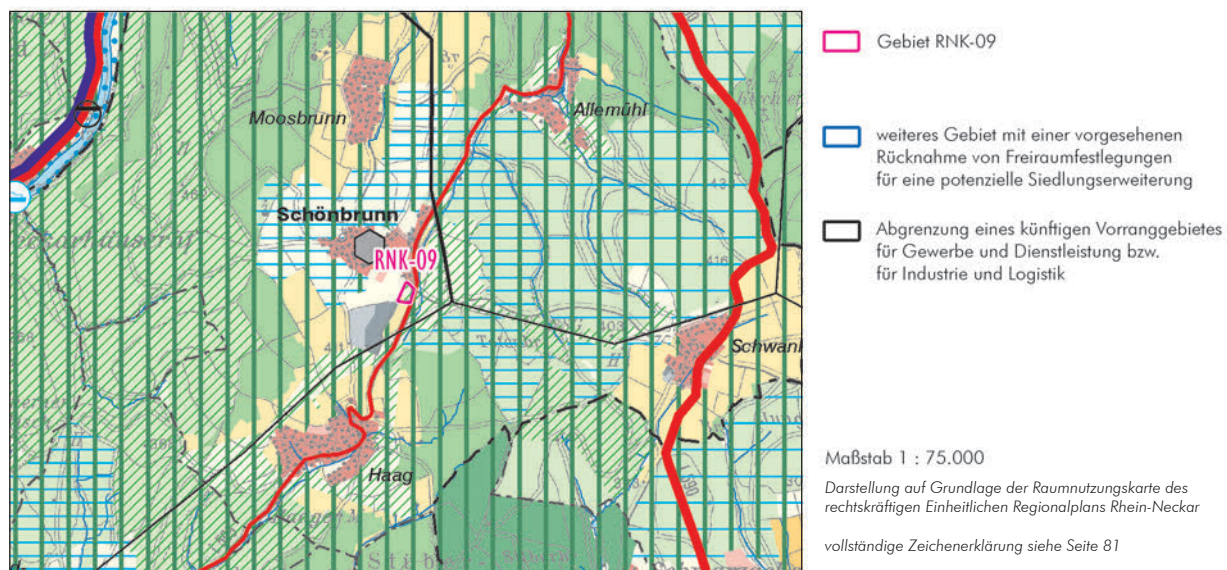 Moosbrunn
Allemühl
Schönbrunn
RNK-09
Haag
Gebiet RNK-09
weiteres Gebiet mit einer vorgesehenen
Rücknahme von Freiraumfestlegungen
für eine potenzielle Siedlungserweiterung
Abgrenzung eines künftigen Vorranggebietes
für Gewerbe und Dienstleistung bzw.
für Industrie und Logistik
Maßstab 1 : 75.000
Darstellung auf Grundlage der Raumnutzungskarte des
rechtskräftigen Einheitlichen Regionalplans Rhein-Neckar
vollständige Zeichenerklärung siehe Seite 81